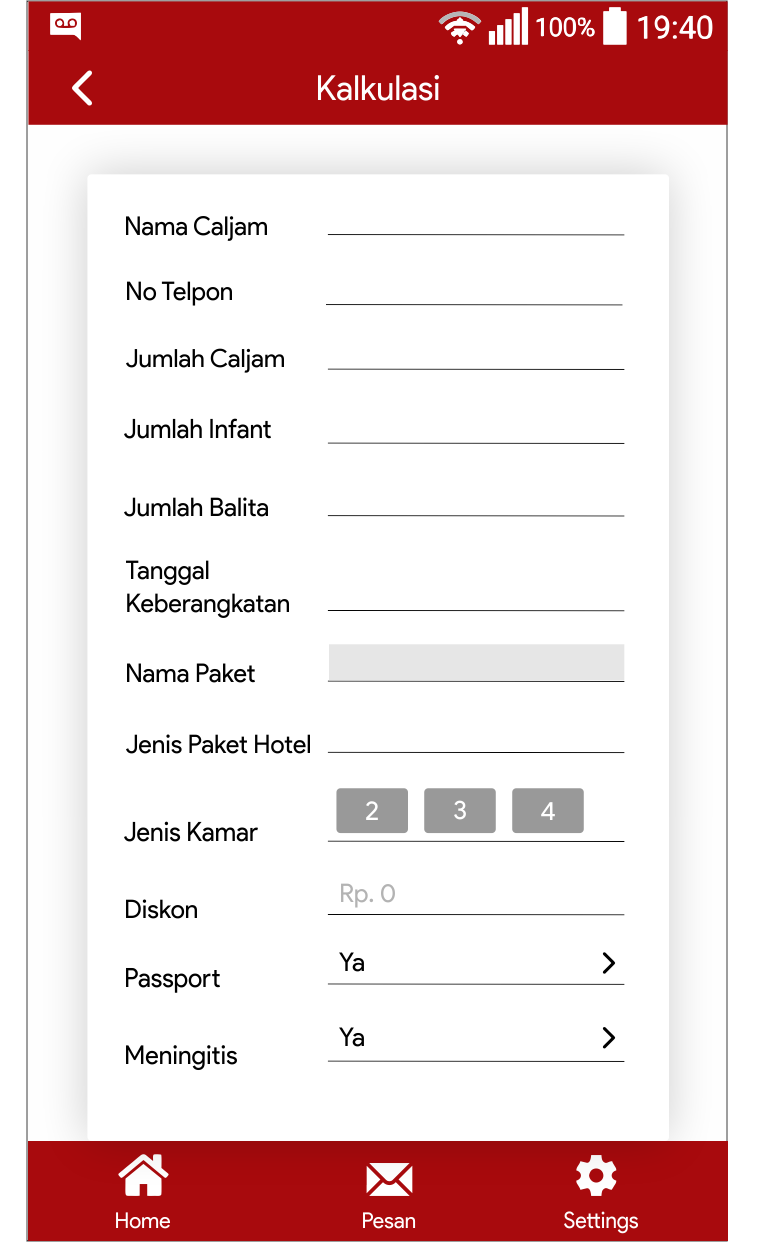 100% 19:40
Kalkulasi
Nama Caljam
No Telpon
Jumlah Caljam
Jumlah Infant
Jumlah Balita
Tanggal
Keberangkatan
Nama Paket
Jenis Paket Hotel
Jenis Kamar 2 3 4
Diskon Rp. 0
Passport Ya
Meningitis Ya
Home Pesan Settings